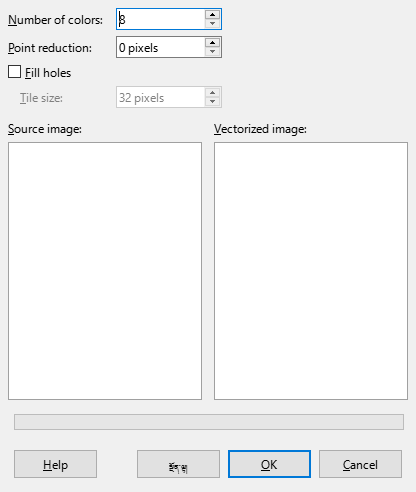 Number of colors: 8
Point reduction: 0 pixels
Fill holes
Tile size: 32 pixels
Source image: Vectorized image:
Help OK Cancel